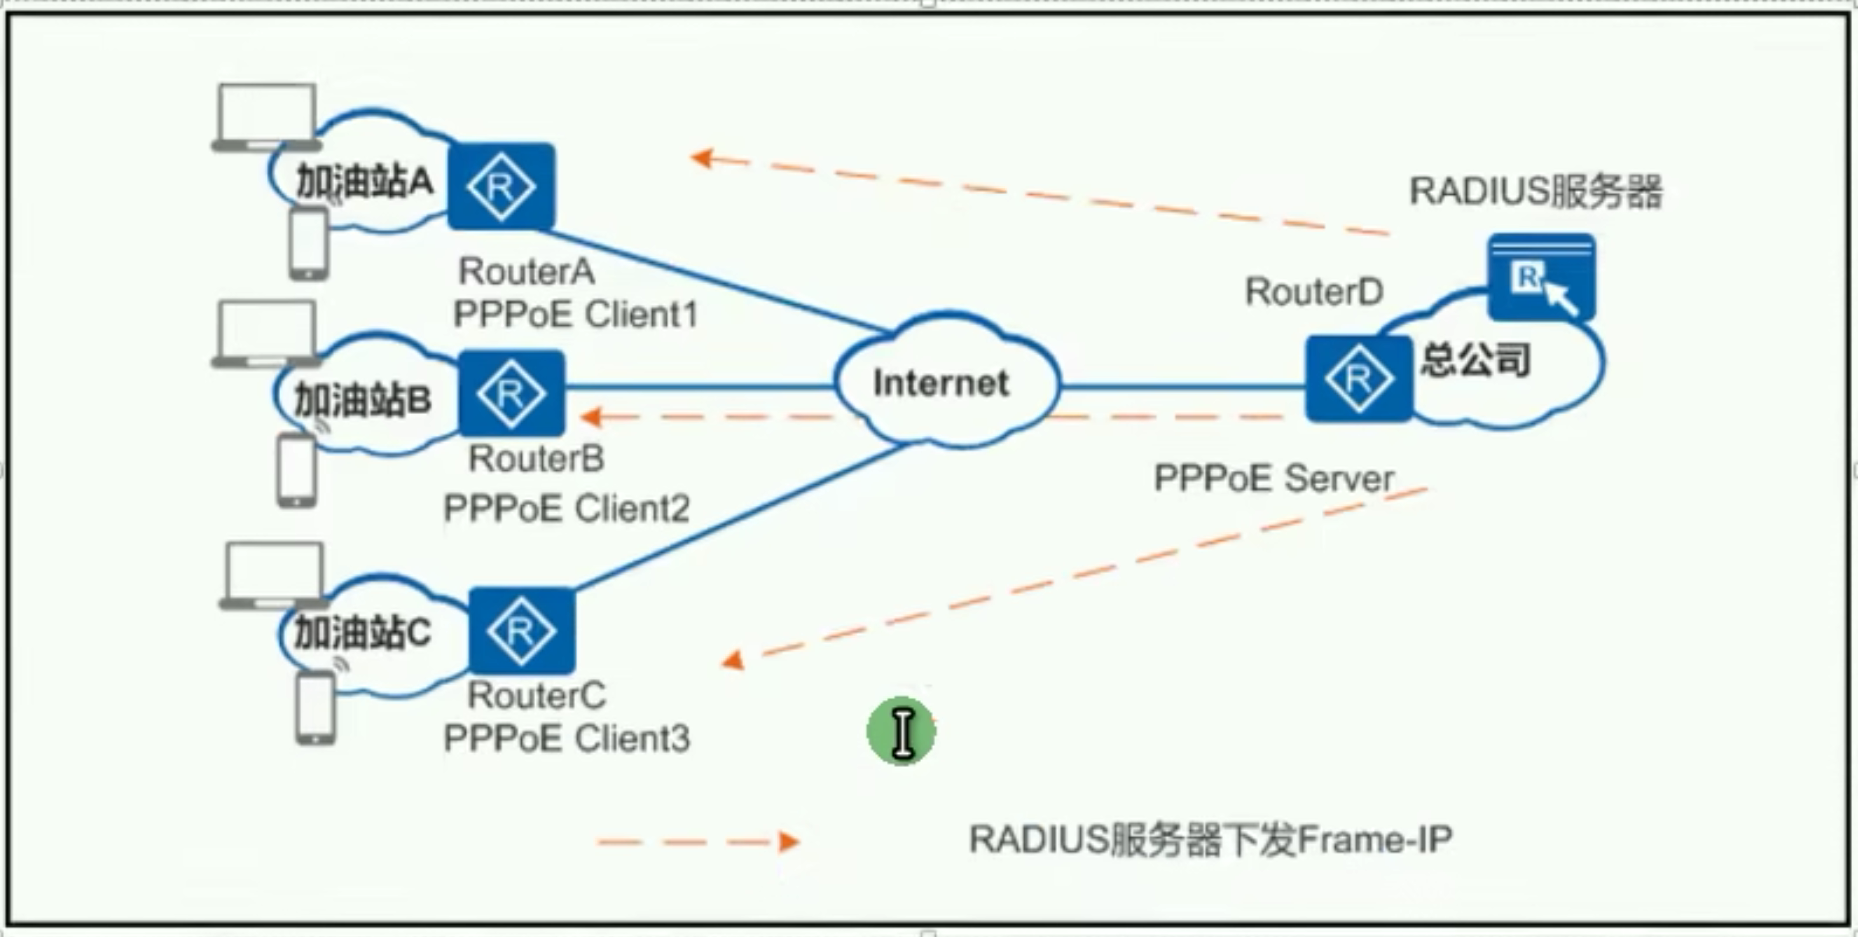 加油站A
RouterA
PPPoE Client1
加油站B
RouterB
PPPoE Client2
加油站C
RouterC
PPPoE Client3
Internet
RADIUS服务器
R
RouterD
总公司
PPPoE Server
RADIUS服务器下发Frame-IP
R
R
R
R